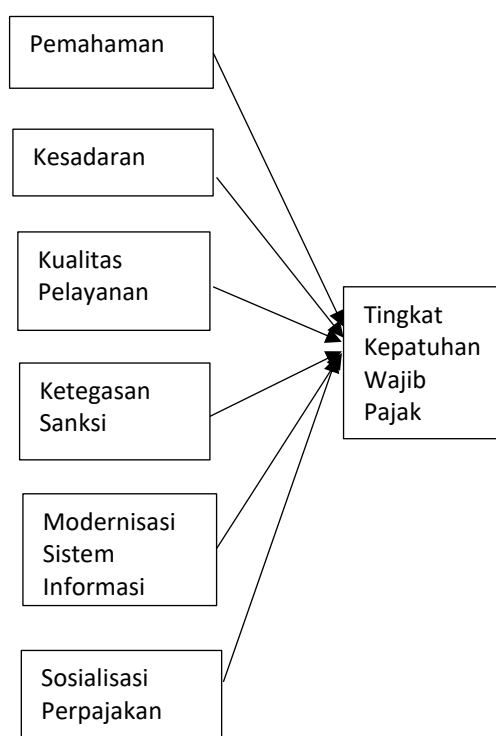 Pemahaman
Kesadaran
Kualitas
Pelayanan
Ketegasan
Sanksi
Modernisasi
Sistem
Informasi
Sosialisasi
Perpajakan
Tingkat
Kepatuhan
Wajib
Pajak